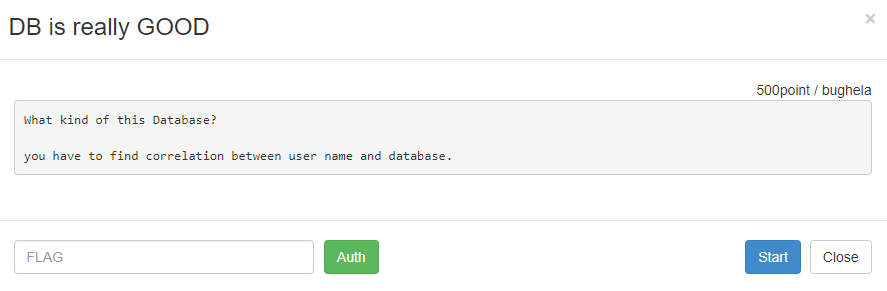 DB is really GOOD
×
500point / bughela
What kind of this Database?
you have to find correlation between user name and database.
FLAG
Auth
Start
Close